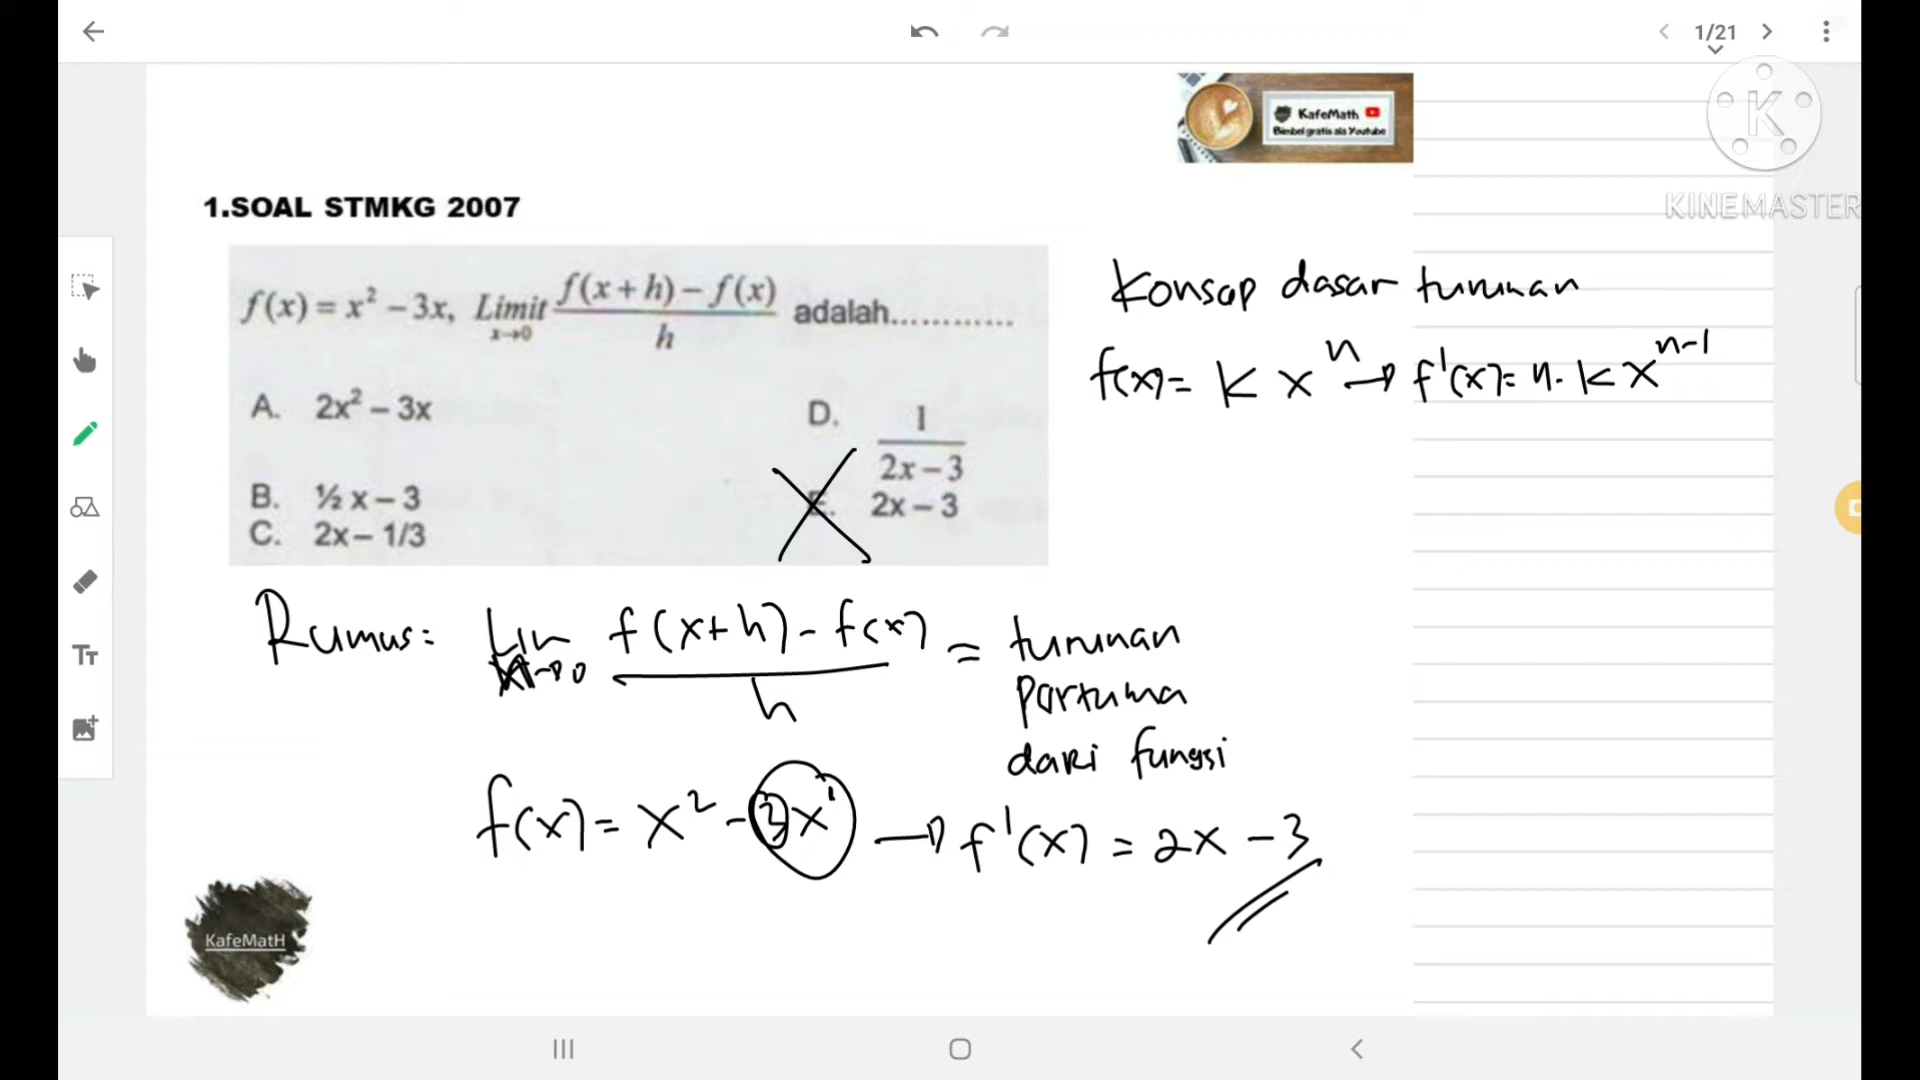 1/21
KafeMath
Bimbel gratis ala Youtube
K
KINEMASTER
1.SOAL STMKG 2007
f(x) = x² – 3x, Limit x→0 f(x + h) – f(x) / h adalah............
A. 2x² – 3x
B. ½ x – 3
C. 2x – 1/3
D. 1 / 2x – 3
E. 2x – 3
Konsep dasar turunan
f(x) = k x^n → f'(x) = n. k x^n-1
Rumus: Lim →0 f(x+h) – f(x) / h = turunan
pertama
dari fungsi
f(x) = x² – 3x¹ → f'(x) = 2x – 3
KafeMatH
Tт